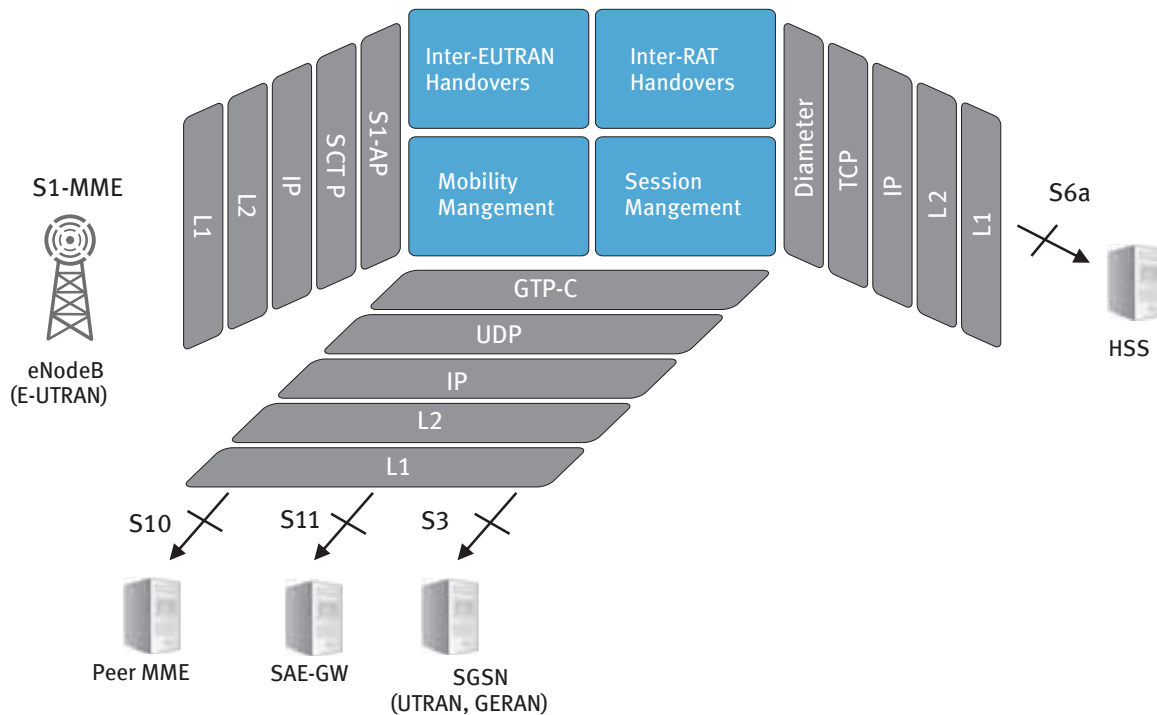 Inter-EUTRAN
Handovers
Inter-RAT
Handovers
Mobility
Mangement
Session
Mangement
S1-MME
eNodeB
(E-UTRAN)
L1
L2
IP
SCT P
S1-AP
Diameter
TCP
IP
L2
L1
S6a
HSS
GTP-C
UDP
IP
L2
L1
S10
S11
S3
Peer MME
SAE-GW
SGSN
(UTRAN, GERAN)